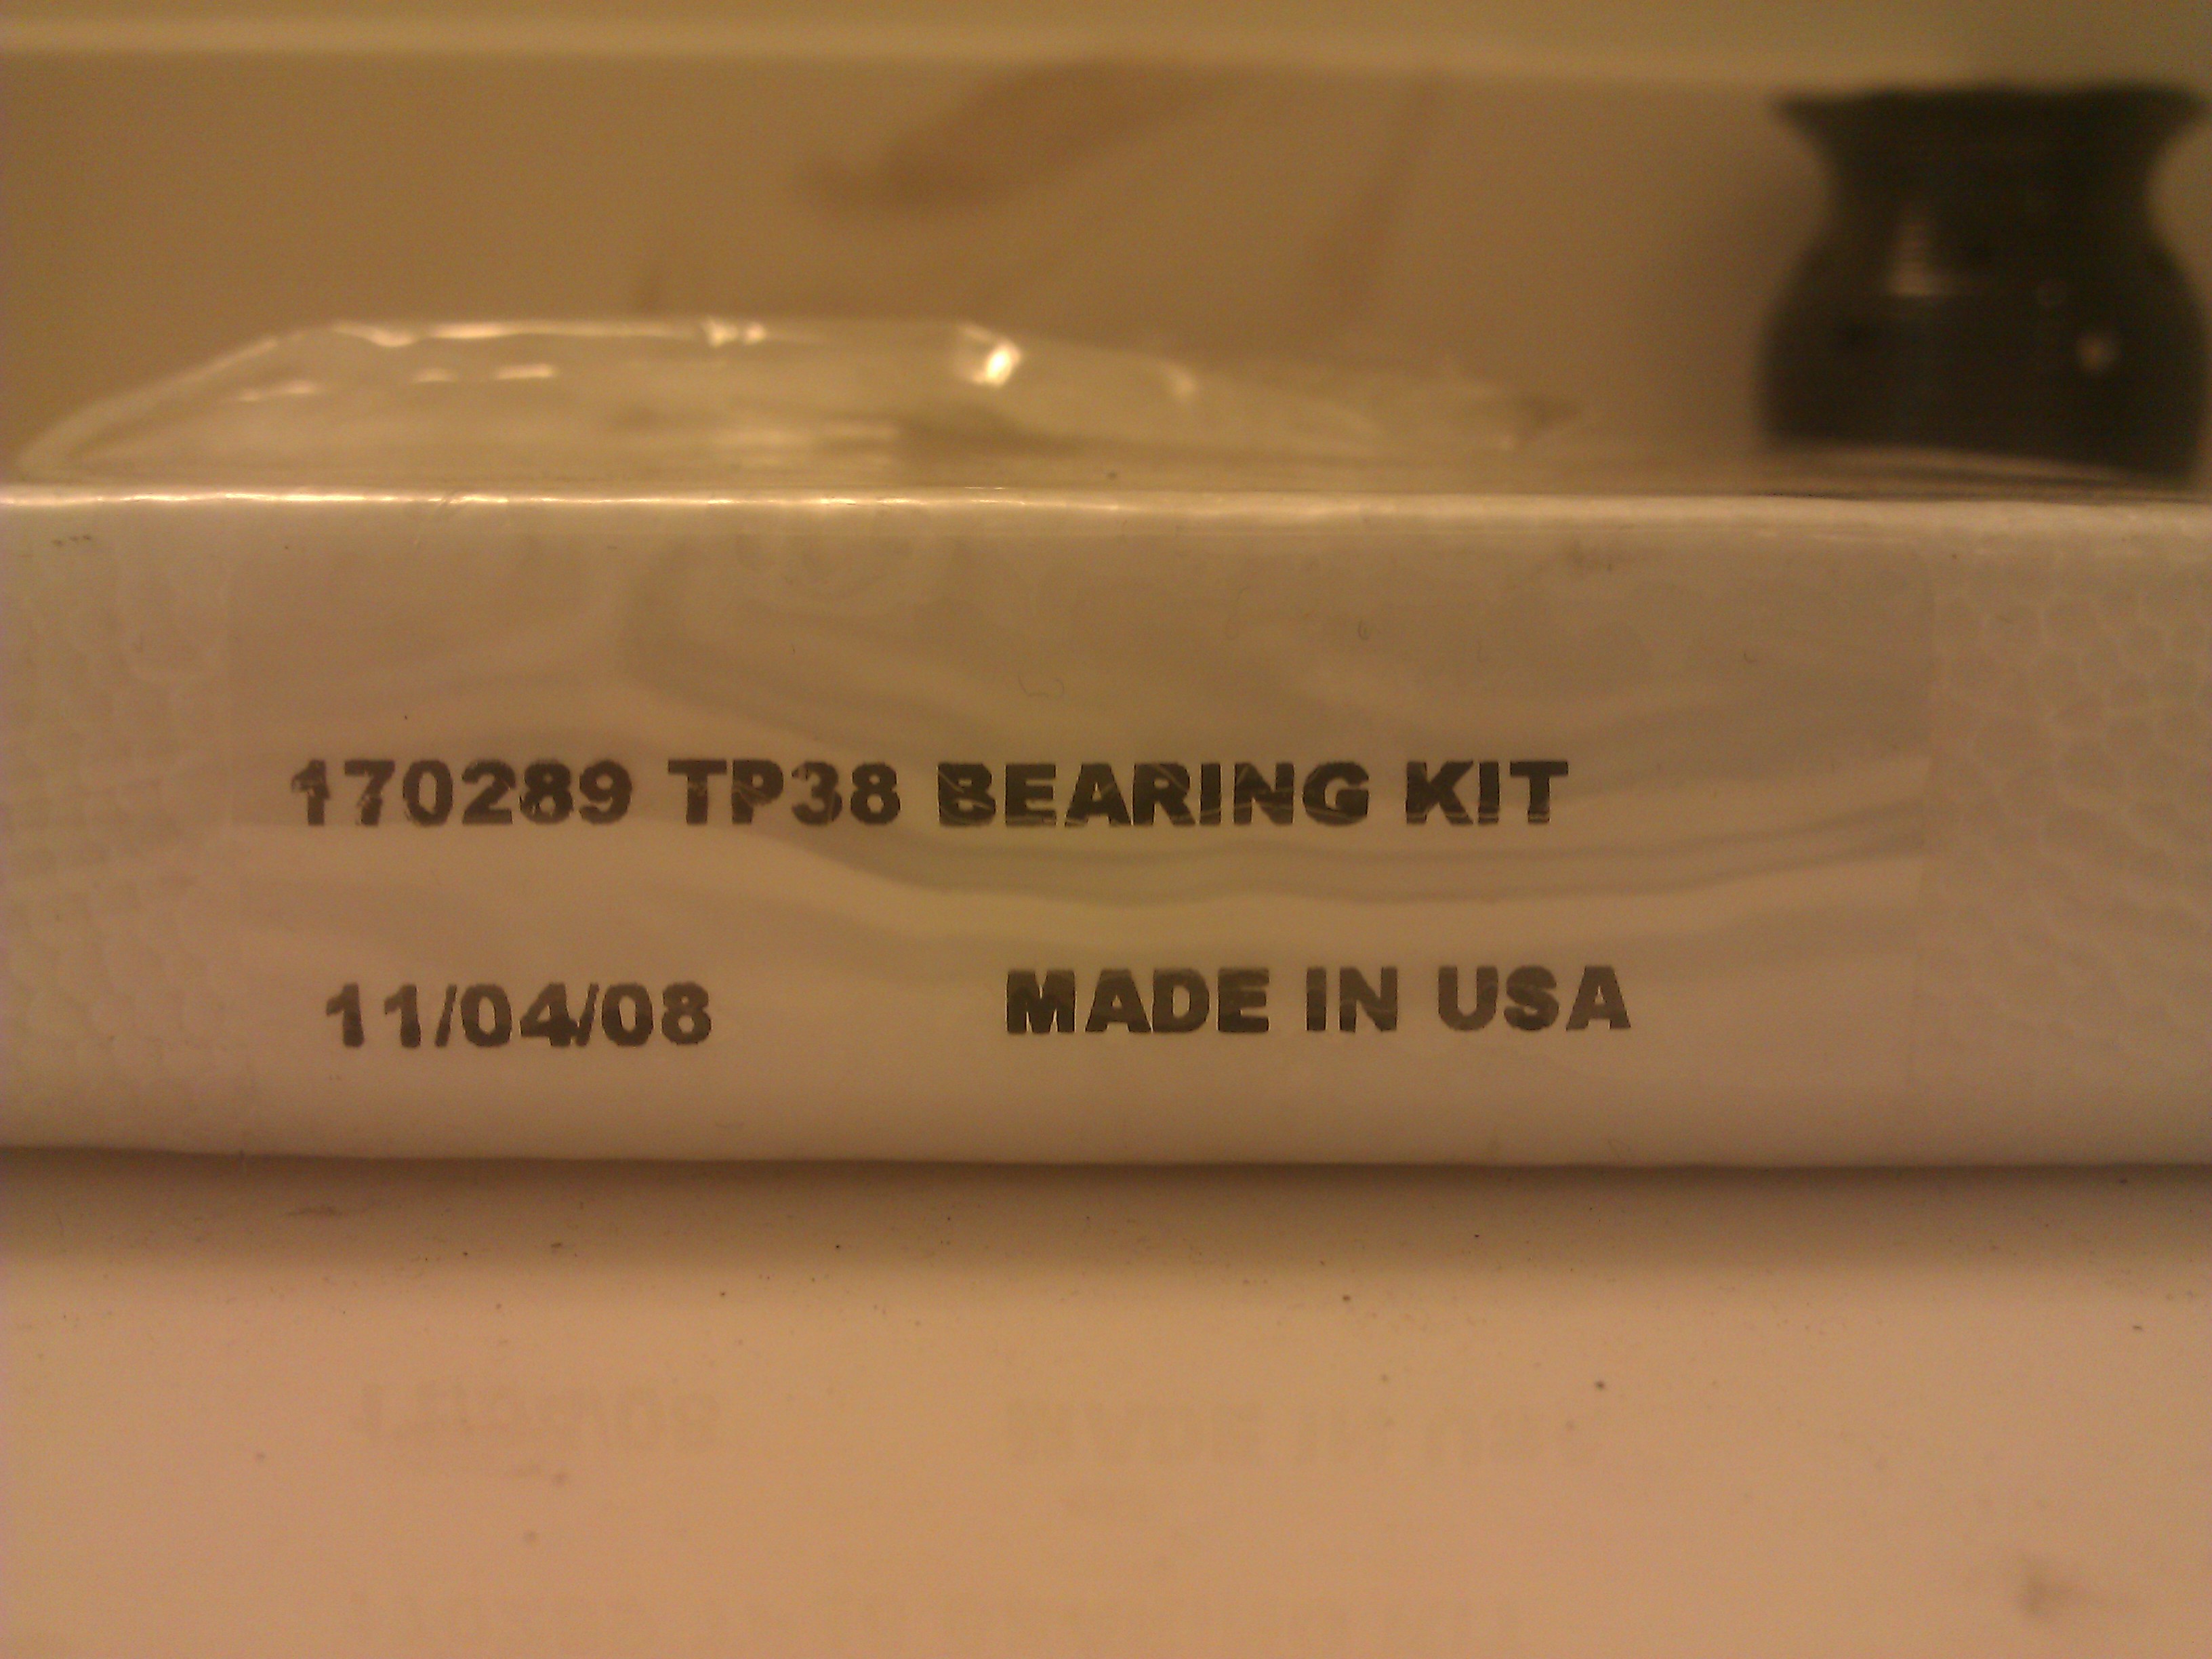 170289 TP38 BEARING KIT
11/04/08 MADE IN USA